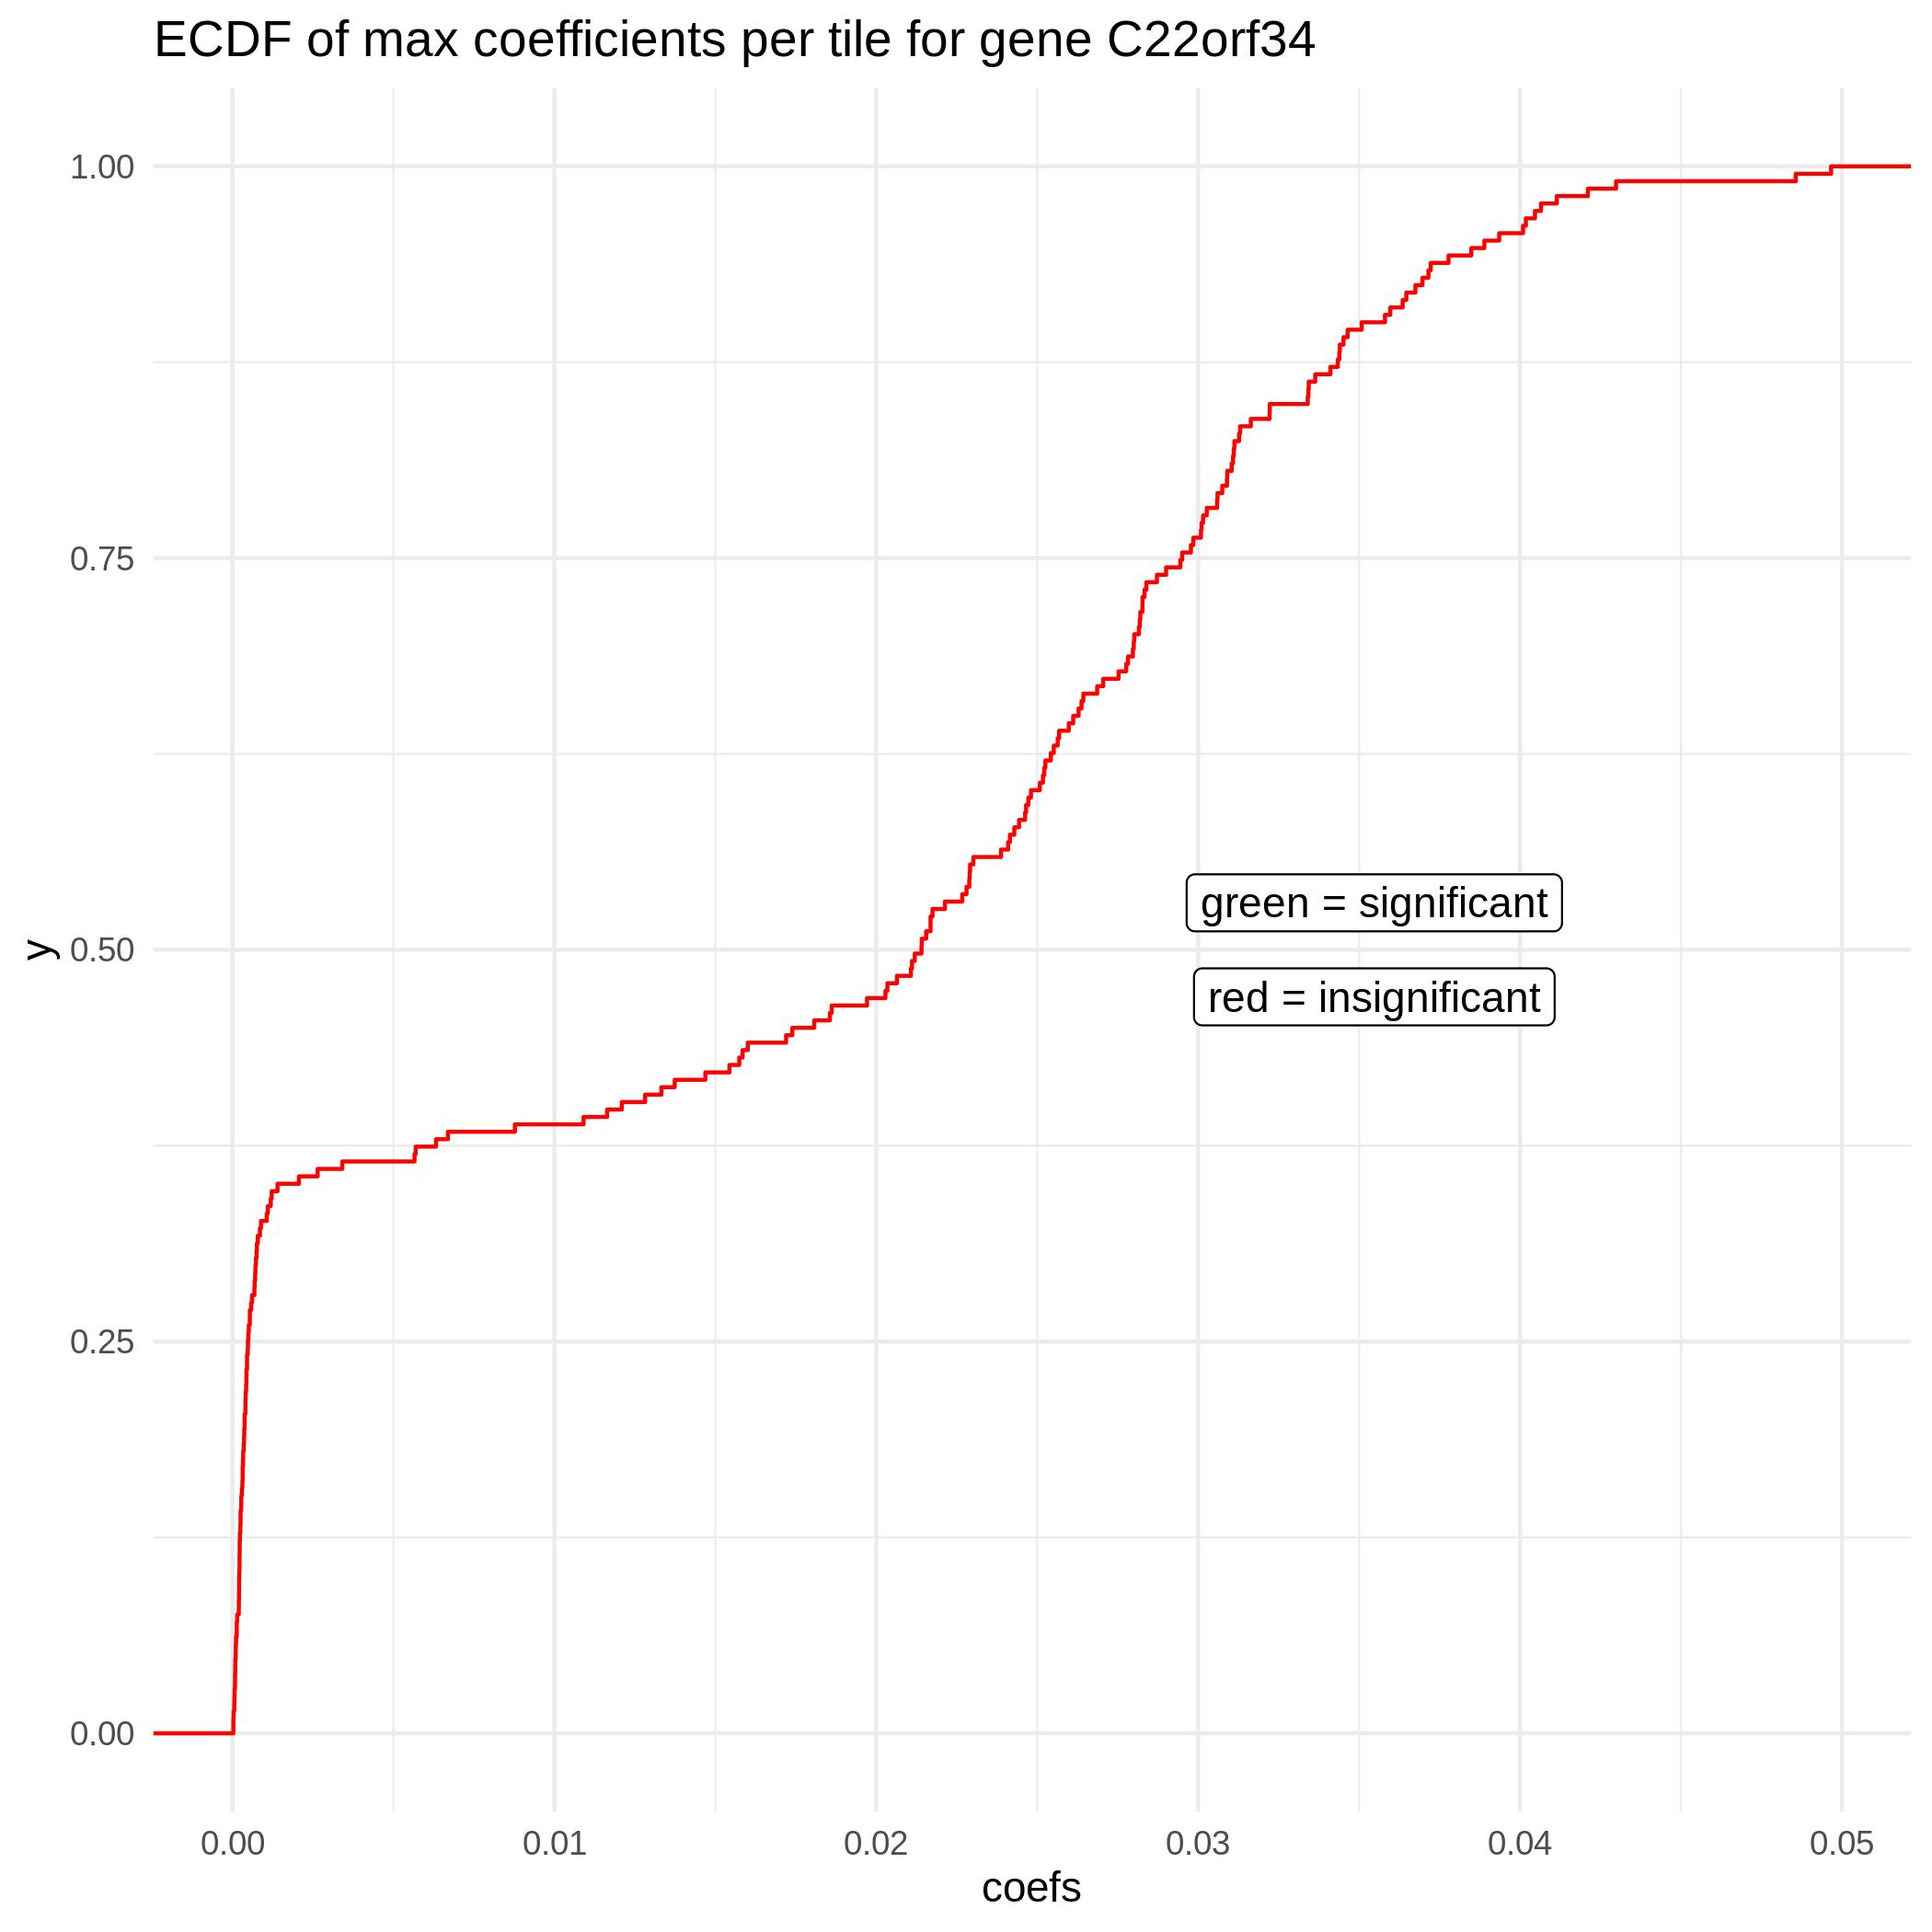 ECDF of max coefficients per tile for gene C22orf34
1.00
0.75
0.50
0.25
0.00
y
green = significant
red = insignificant
0.00 0.01 0.02 0.03 0.04 0.05
coefs